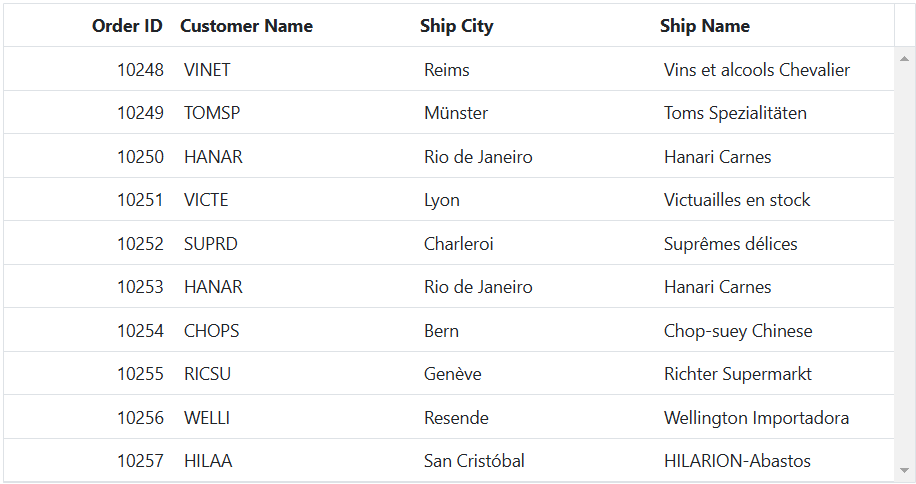 Order ID Customer Name Ship City Ship Name
10248 VINET Reims Vins et alcools Chevalier
10249 TOMSP Münster Toms Spezialitäten
10250 HANAR Rio de Janeiro Hanari Carnes
10251 VICTE Lyon Victuailles en stock
10252 SUPRD Charleroi Suprêmes délices
10253 HANAR Rio de Janeiro Hanari Carnes
10254 CHOPS Bern Chop-suey Chinese
10255 RICSU Genève Richter Supermarkt
10256 WELLI Resende Wellington Importadora
10257 HILAA San Cristóbal HILARION-Abastos